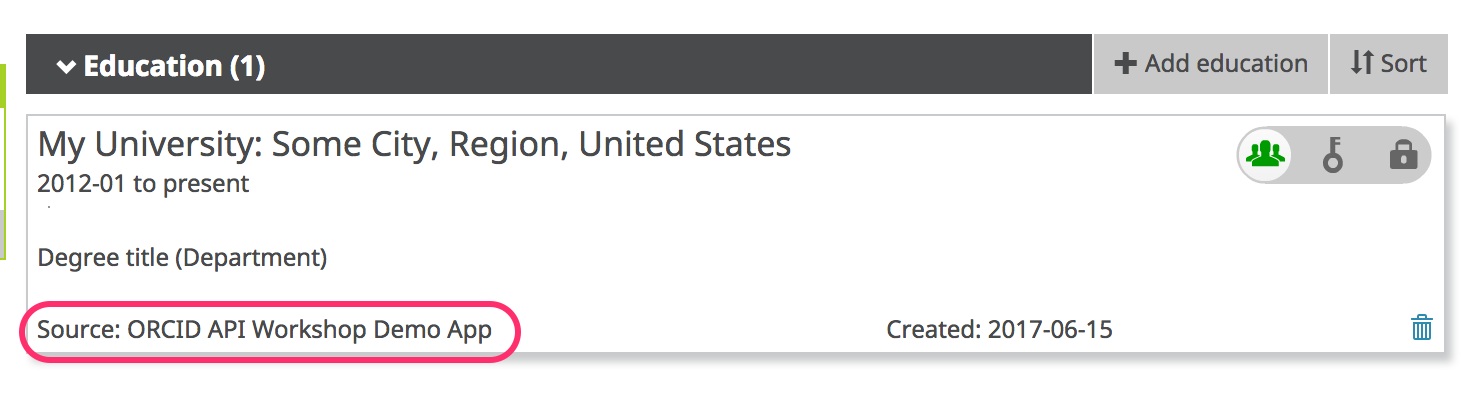 Education (1)
Add education
Sort
My University: Some City, Region, United States
2012-01 to present
Degree title (Department)
Source: ORCID API Workshop Demo App
Created: 2017-06-15